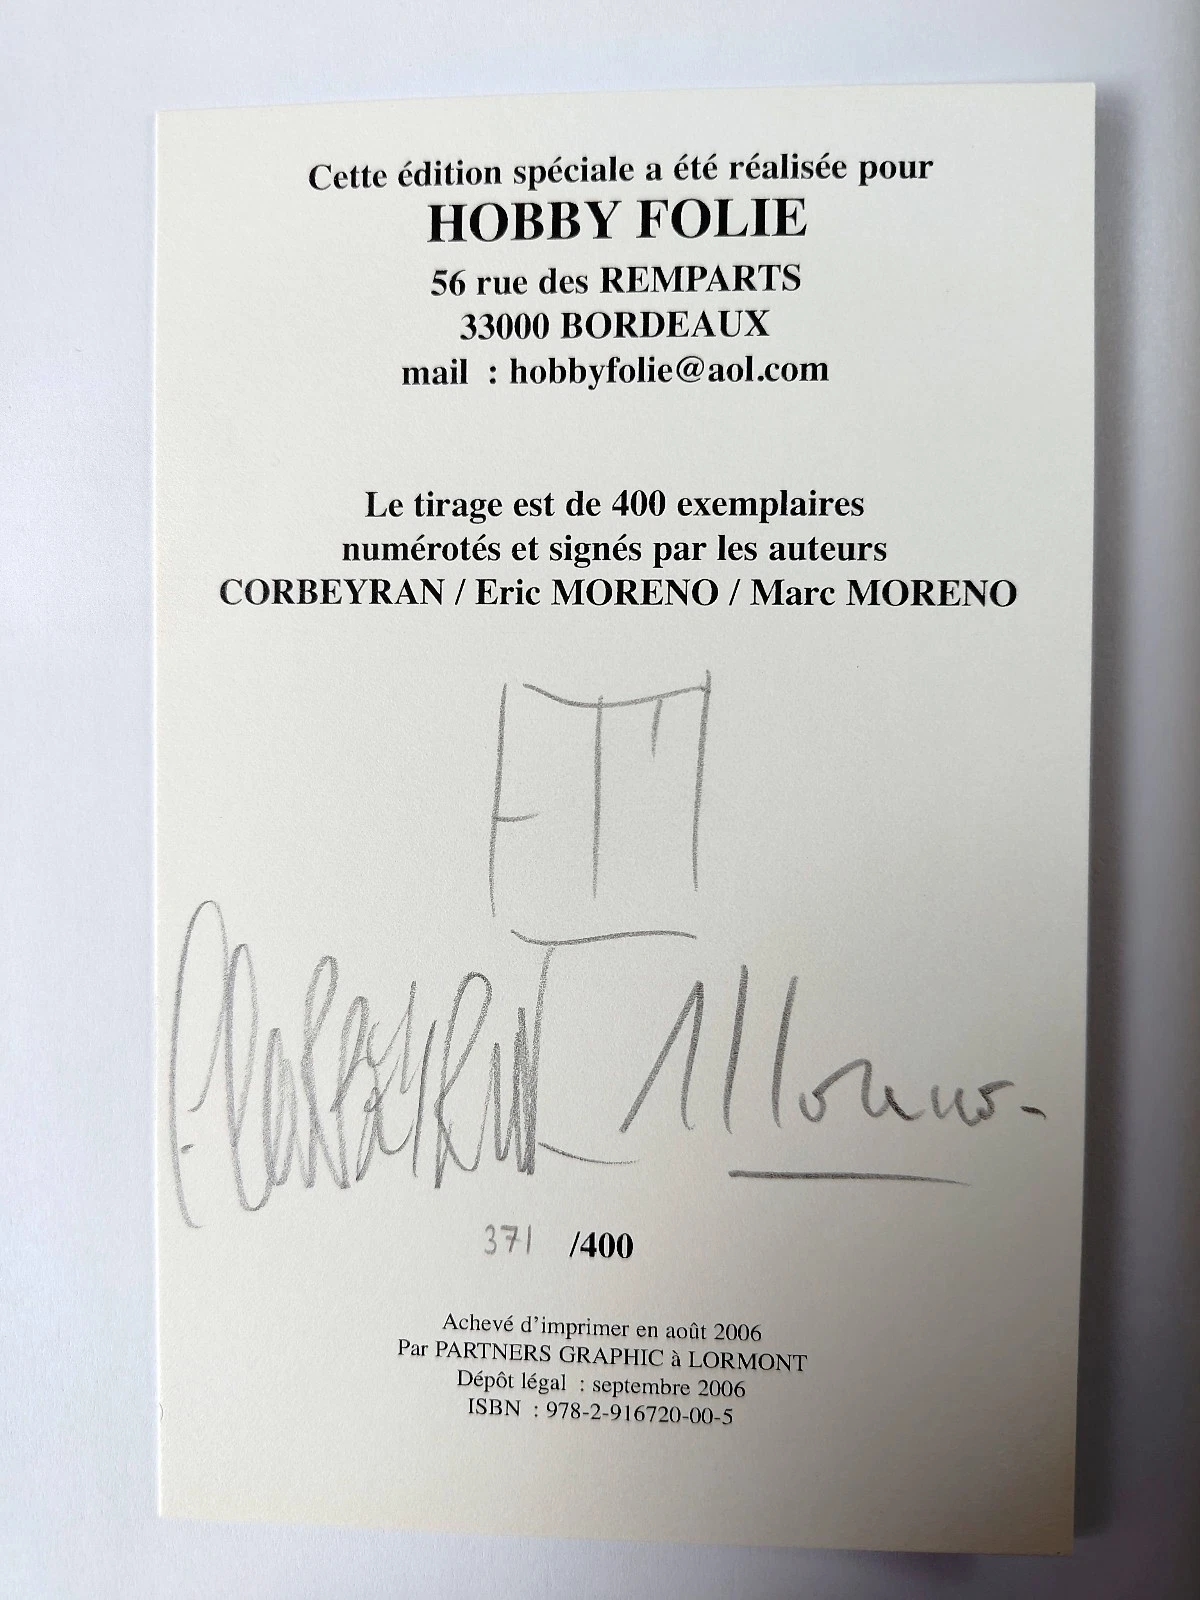 Cette édition spéciale a été réalisée pour
HOBBY FOLIE
56 rue des REMPARTS
33000 BORDEAUX
mail : hobbyfolie@aol.com
Le tirage est de 400 exemplaires
numérotés et signés par les auteurs
CORBEYRAN / Eric MORENO / Marc MORENO
Moreno
371 /400
Achevé d'imprimer en août 2006
Par PARTNERS GRAPHIC à LORMONT
Dépôt légal : septembre 2006
ISBN : 978-2-916720-00-5